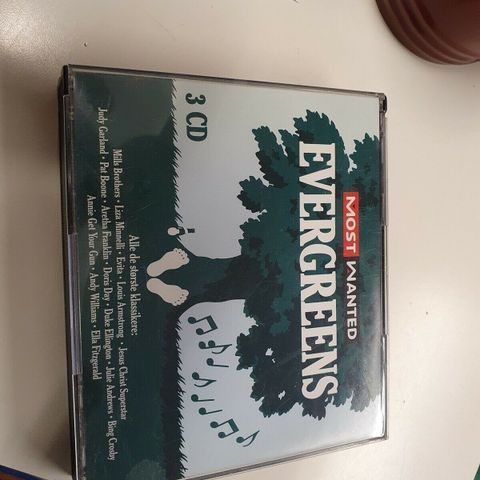 MOST WANTED
EVERGREENS
3 CD
Alle de største klassikere:
Mills Brothers • Liza Minnelli • Evita • Louis Armstrong • Jesus Christ Superstar
Judy Garland • Pat Boone • Aretha Franklin • Doris Day • Duke Ellington • Julie Andrews • Bing Crosby
Annie Get Your Gun • Andy Williams • Ella Fitzgerald